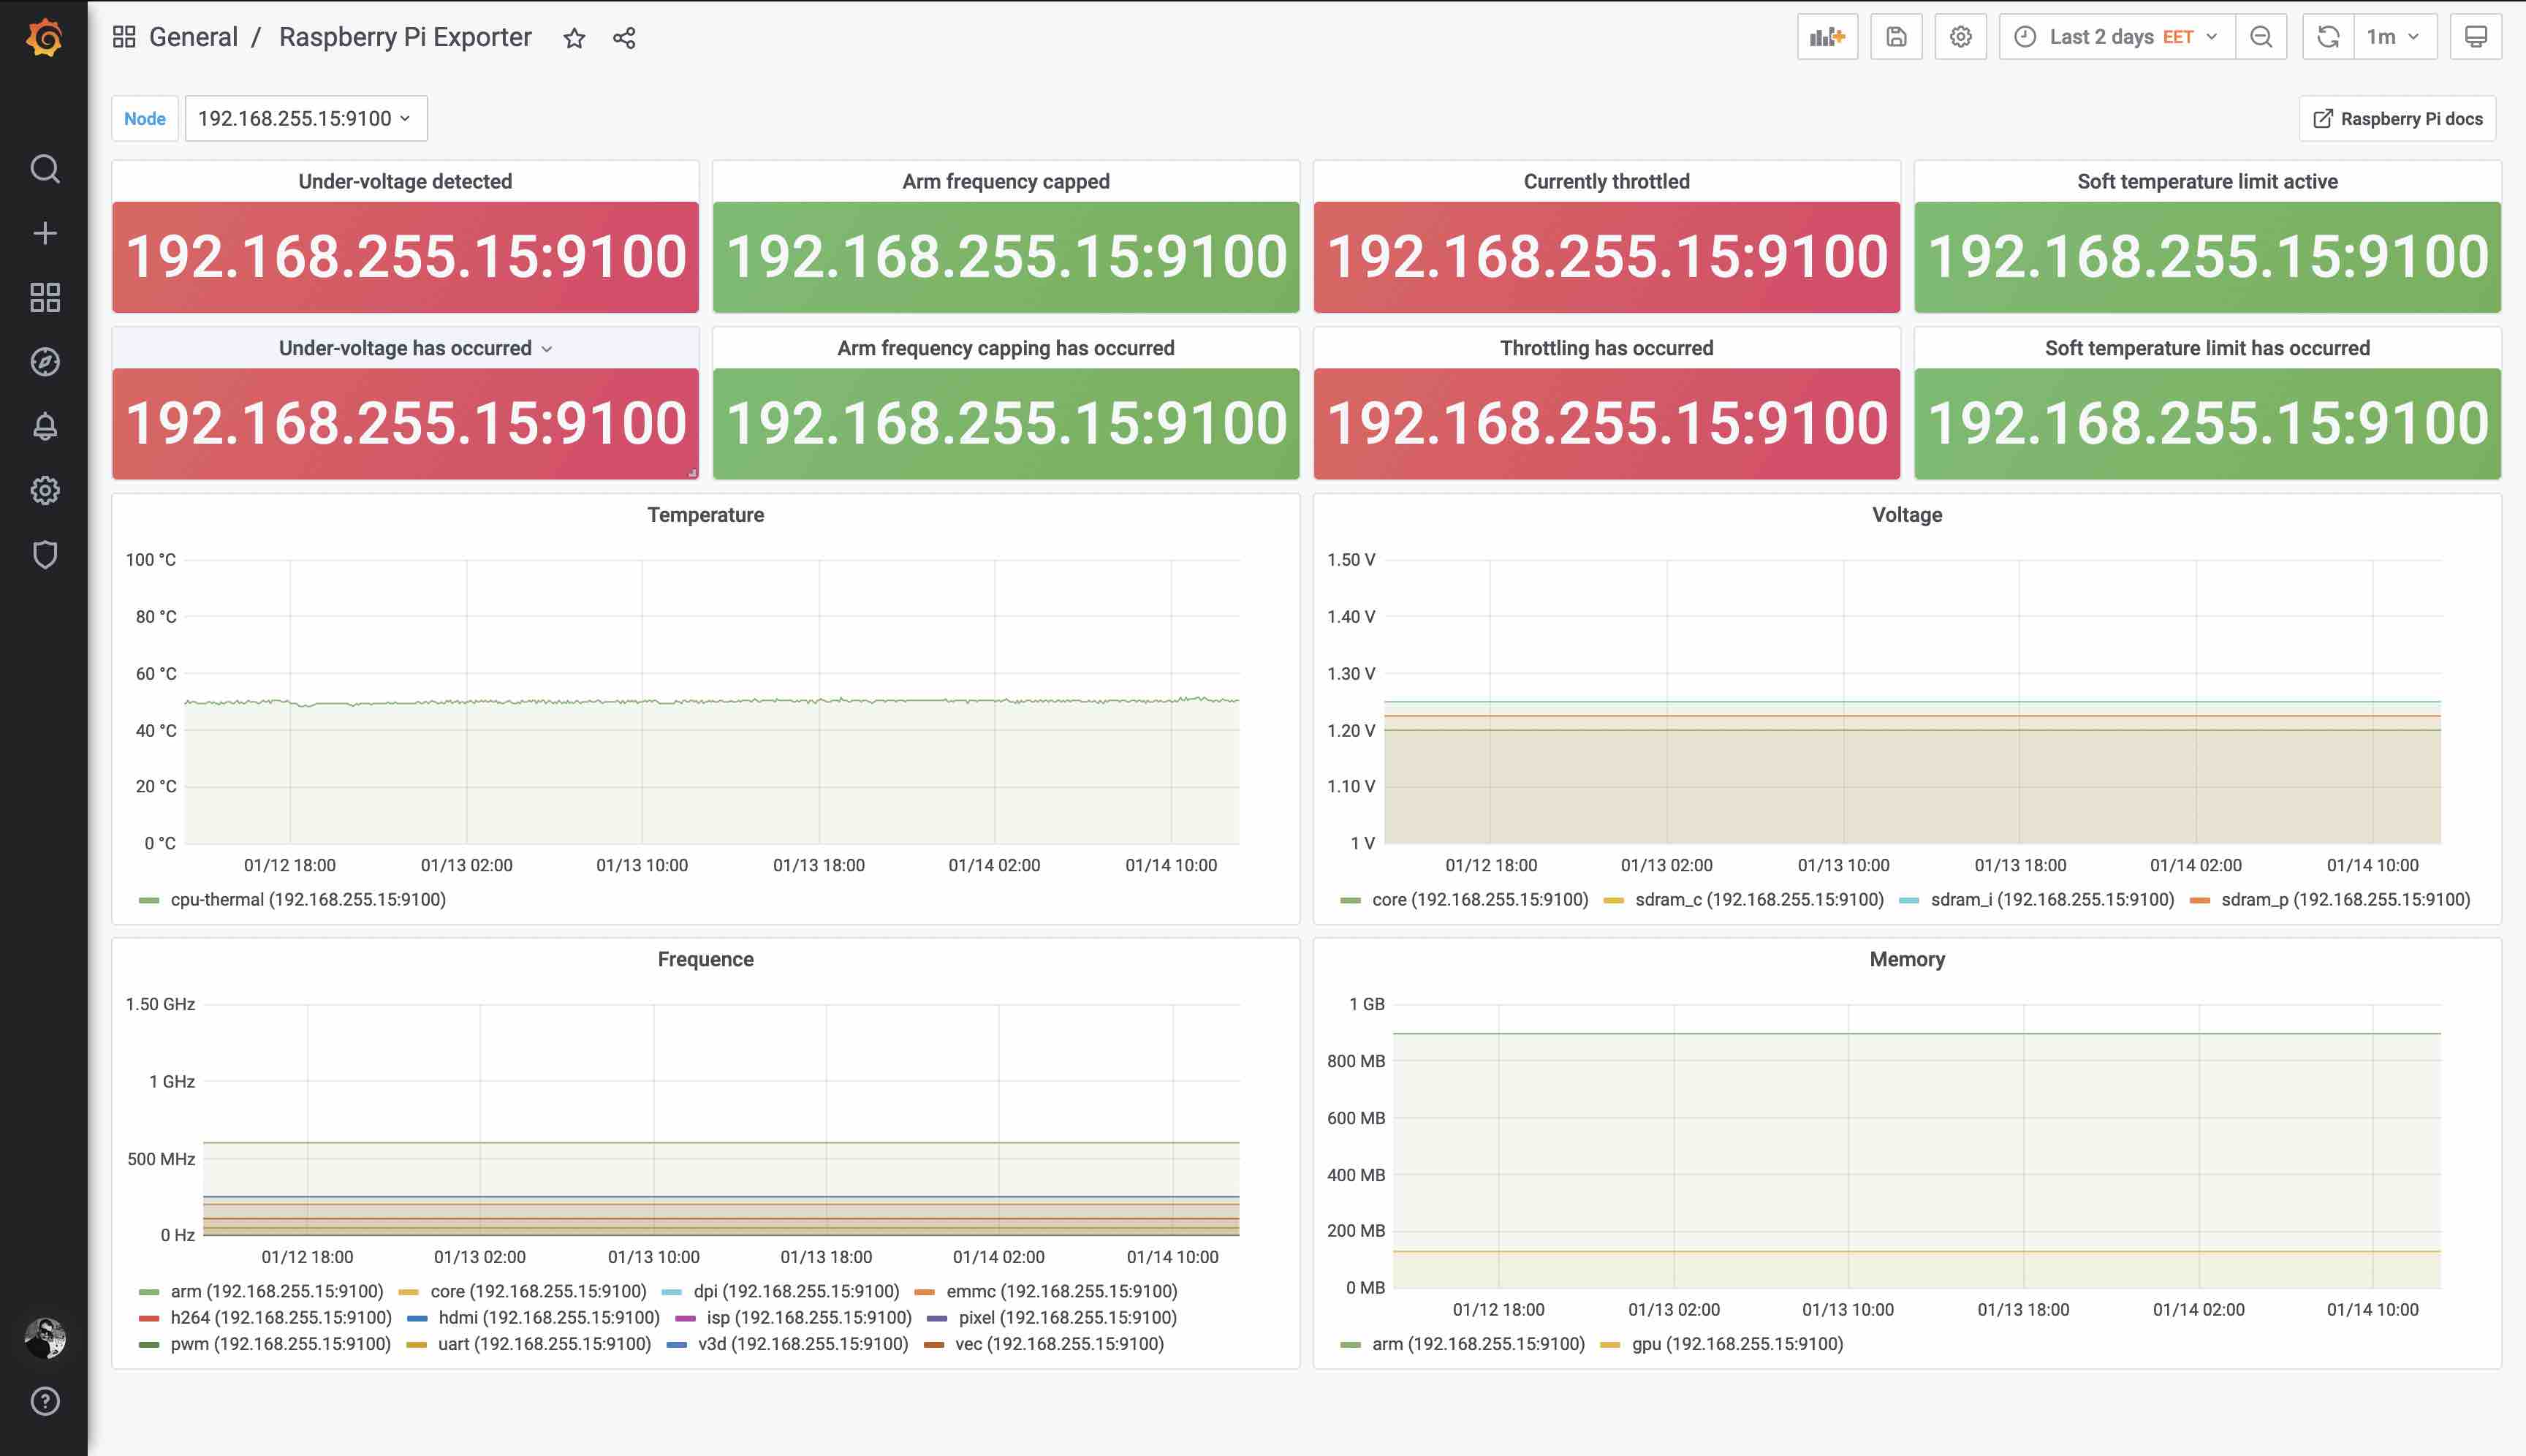 General / Raspberry Pi Exporter
Last 2 days EET
1m
Node
192.168.255.15:9100
Raspberry Pi docs
Under-voltage detected
192.168.255.15:9100
Arm frequency capped
192.168.255.15:9100
Currently throttled
192.168.255.15:9100
Soft temperature limit active
192.168.255.15:9100
Under-voltage has occurred
192.168.255.15:9100
Arm frequency capping has occurred
192.168.255.15:9100
Throttling has occurred
192.168.255.15:9100
Soft temperature limit has occurred
192.168.255.15:9100
Temperature
100 °C
80 °C
60 °C
40 °C
20 °C
0 °C
01/12 18:00 01/13 02:00 01/13 10:00 01/13 18:00 01/14 02:00 01/14 10:00
cpu-thermal (192.168.255.15:9100)
Voltage
1.50 V
1.40 V
1.30 V
1.20 V
1.10 V
1 V
01/12 18:00 01/13 02:00 01/13 10:00 01/13 18:00 01/14 02:00 01/14 10:00
core (192.168.255.15:9100) sdram_c (192.168.255.15:9100) sdram_i (192.168.255.15:9100) sdram_p (192.168.255.15:9100)
Frequence
1.50 GHz
1 GHz
500 MHz
0 Hz
01/12 18:00 01/13 02:00 01/13 10:00 01/13 18:00 01/14 02:00 01/14 10:00
arm (192.168.255.15:9100) core (192.168.255.15:9100) dpi (192.168.255.15:9100) emmc (192.168.255.15:9100)
h264 (192.168.255.15:9100) hdmi (192.168.255.15:9100) isp (192.168.255.15:9100) pixel (192.168.255.15:9100)
pwm (192.168.255.15:9100) uart (192.168.255.15:9100) v3d (192.168.255.15:9100) vec (192.168.255.15:9100)
Memory
1 GB
800 MB
600 MB
400 MB
200 MB
0 MB
01/12 18:00 01/13 02:00 01/13 10:00 01/13 18:00 01/14 02:00 01/14 10:00
arm (192.168.255.15:9100) gpu (192.168.255.15:9100)